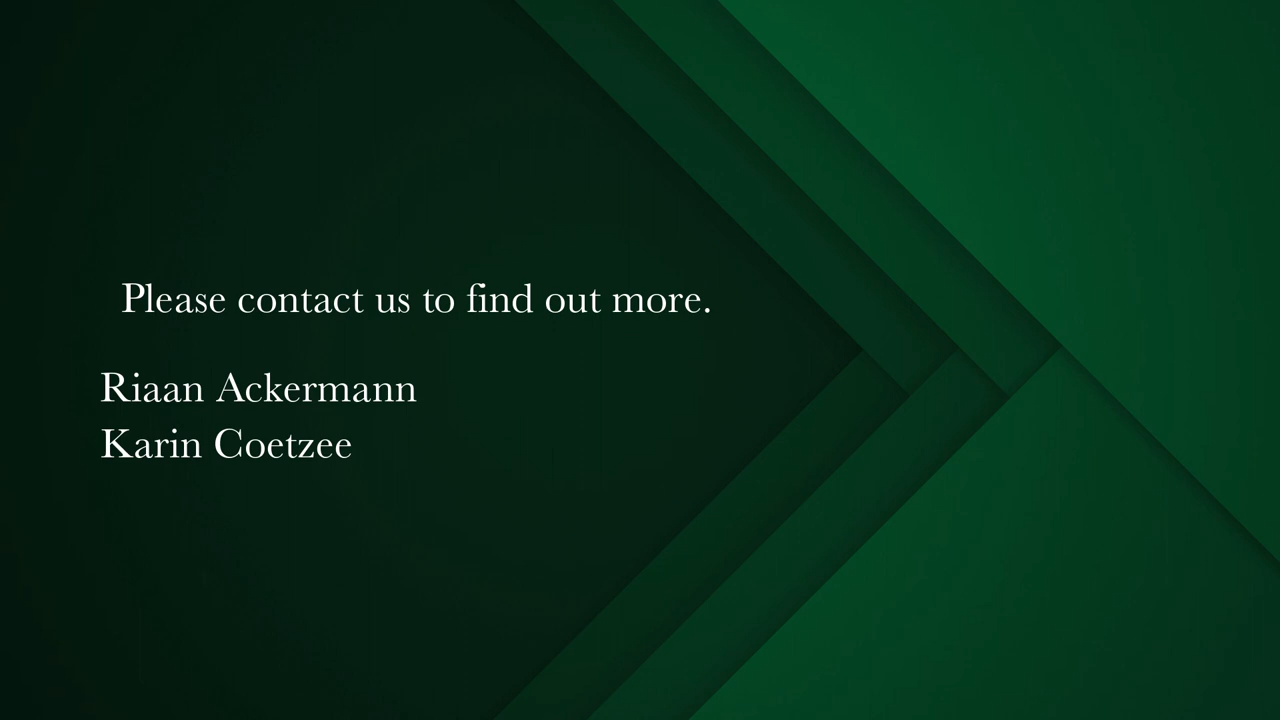 Please contact us to find out more.
Riaan Ackermann
Karin Coetzee